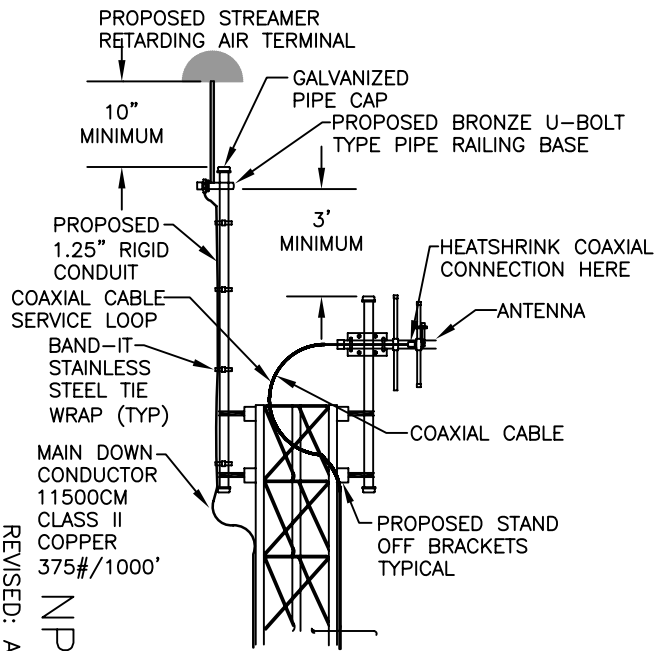 PROPOSED STREAMER
RETARDING AIR TERMINAL
10”
MINIMUM
GALVANIZED
PIPE CAP
PROPOSED BRONZE U-BOLT
TYPE PIPE RAILING BASE
3'
MINIMUM
PROPOSED
1.25” RIGID
CONDUIT
HEATSHRINK COAXIAL
CONNECTION HERE
COAXIAL CABLE
SERVICE LOOP
ANTENNA
BAND-IT
STAINLESS
STEEL TIE
WRAP (TYP)
COAXIAL CABLE
MAIN DOWN
CONDUCTOR
11500CM
CLASS II
COPPER
375#/1000'
PROPOSED STAND
OFF BRACKETS
TYPICAL
NP
REVISED: A